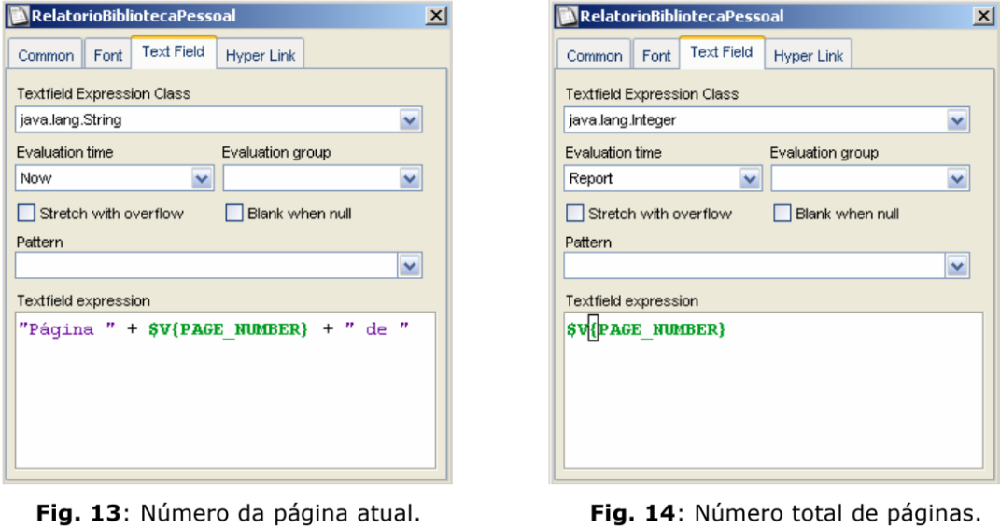 RelatorioBibliotecaPessoal
Common Font Text Field Hyper Link
Textfield Expression Class
java.lang.String
Evaluation time Evaluation group
Now
Stretch with overflow Blank when null
Pattern
Textfield expression
"Página " + $V{PAGE_NUMBER} + " de "
Fig. 13: Número da página atual.
RelatorioBibliotecaPessoal
Common Font Text Field Hyper Link
Textfield Expression Class
java.lang.Integer
Evaluation time Evaluation group
Report
Stretch with overflow Blank when null
Pattern
Textfield expression
$V{PAGE_NUMBER}
Fig. 14: Número total de páginas.